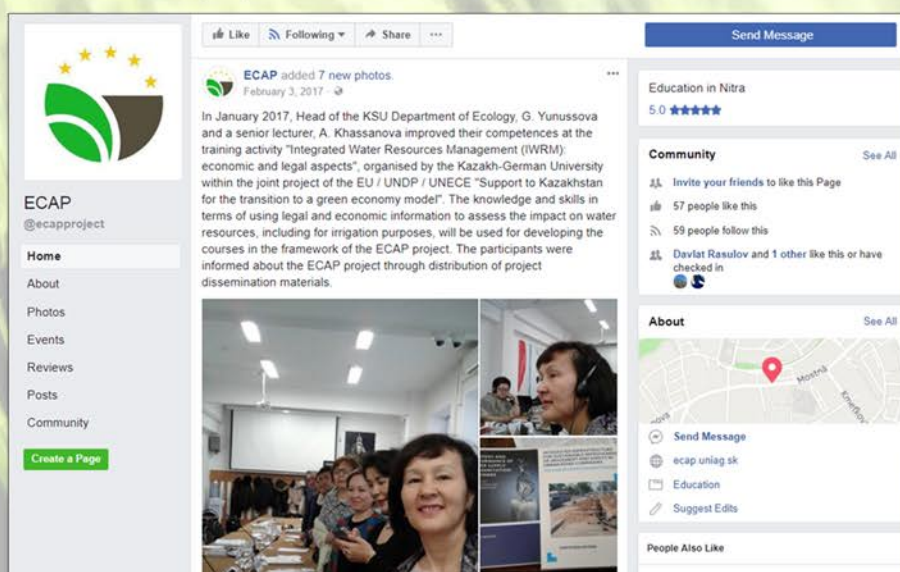 Like
Following
Share
Send Message
ECAP added 7 new photos.
February 3, 2017
In January 2017, Head of the KSU Department of Ecology, G. Yunussova
and a senior lecturer, A. Khassanova improved their competences at the
training activity "Integrated Water Resources Management (IWRM):
economic and legal aspects", organised by the Kazakh-German University
within the joint project of the EU / UNDP / UNECE "Support to Kazakhstan
for the transition to a green economy model". The knowledge and skills in
terms of using legal and economic information to assess the impact on water
resources, including for irrigation purposes, will be used for developing the
courses in the framework of the ECAP project. The participants were
informed about the ECAP project through distribution of project
dissemination materials.
ECAP
@ecapproject
Home
About
Photos
Events
Reviews
Posts
Community
Create a Page
Education in Nitra
5.0
Community
See All
Invite your friends to like this Page
57 people like this
59 people follow this
Davlat Rasulov and 1 other like this or have
checked in
About
See All
Mostná
Send Message
ecap.uniag.sk
Education
Suggest Edits
People Also Like